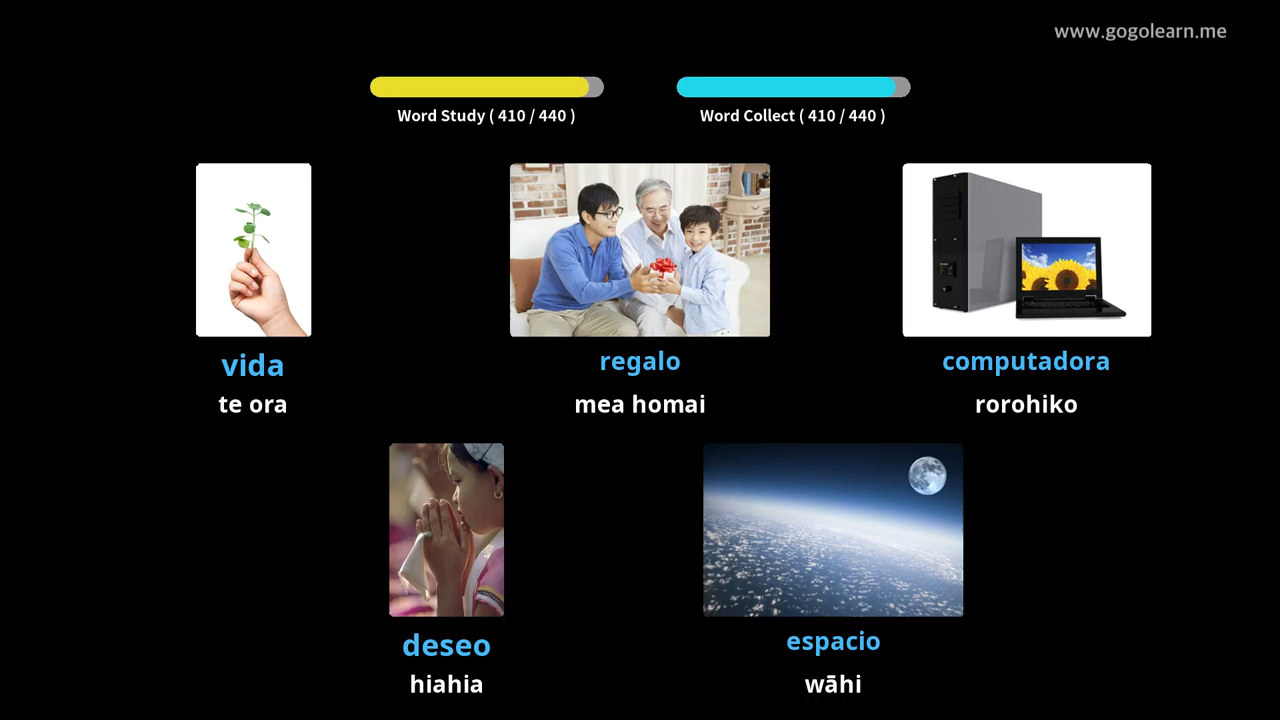 www.gogolearn.me
Word Study ( 410 / 440 )
Word Collect ( 410 / 440 )
vida
te ora
regalo
mea homai
computadora
rorohiko
deseo
hiahia
espacio
wāhi